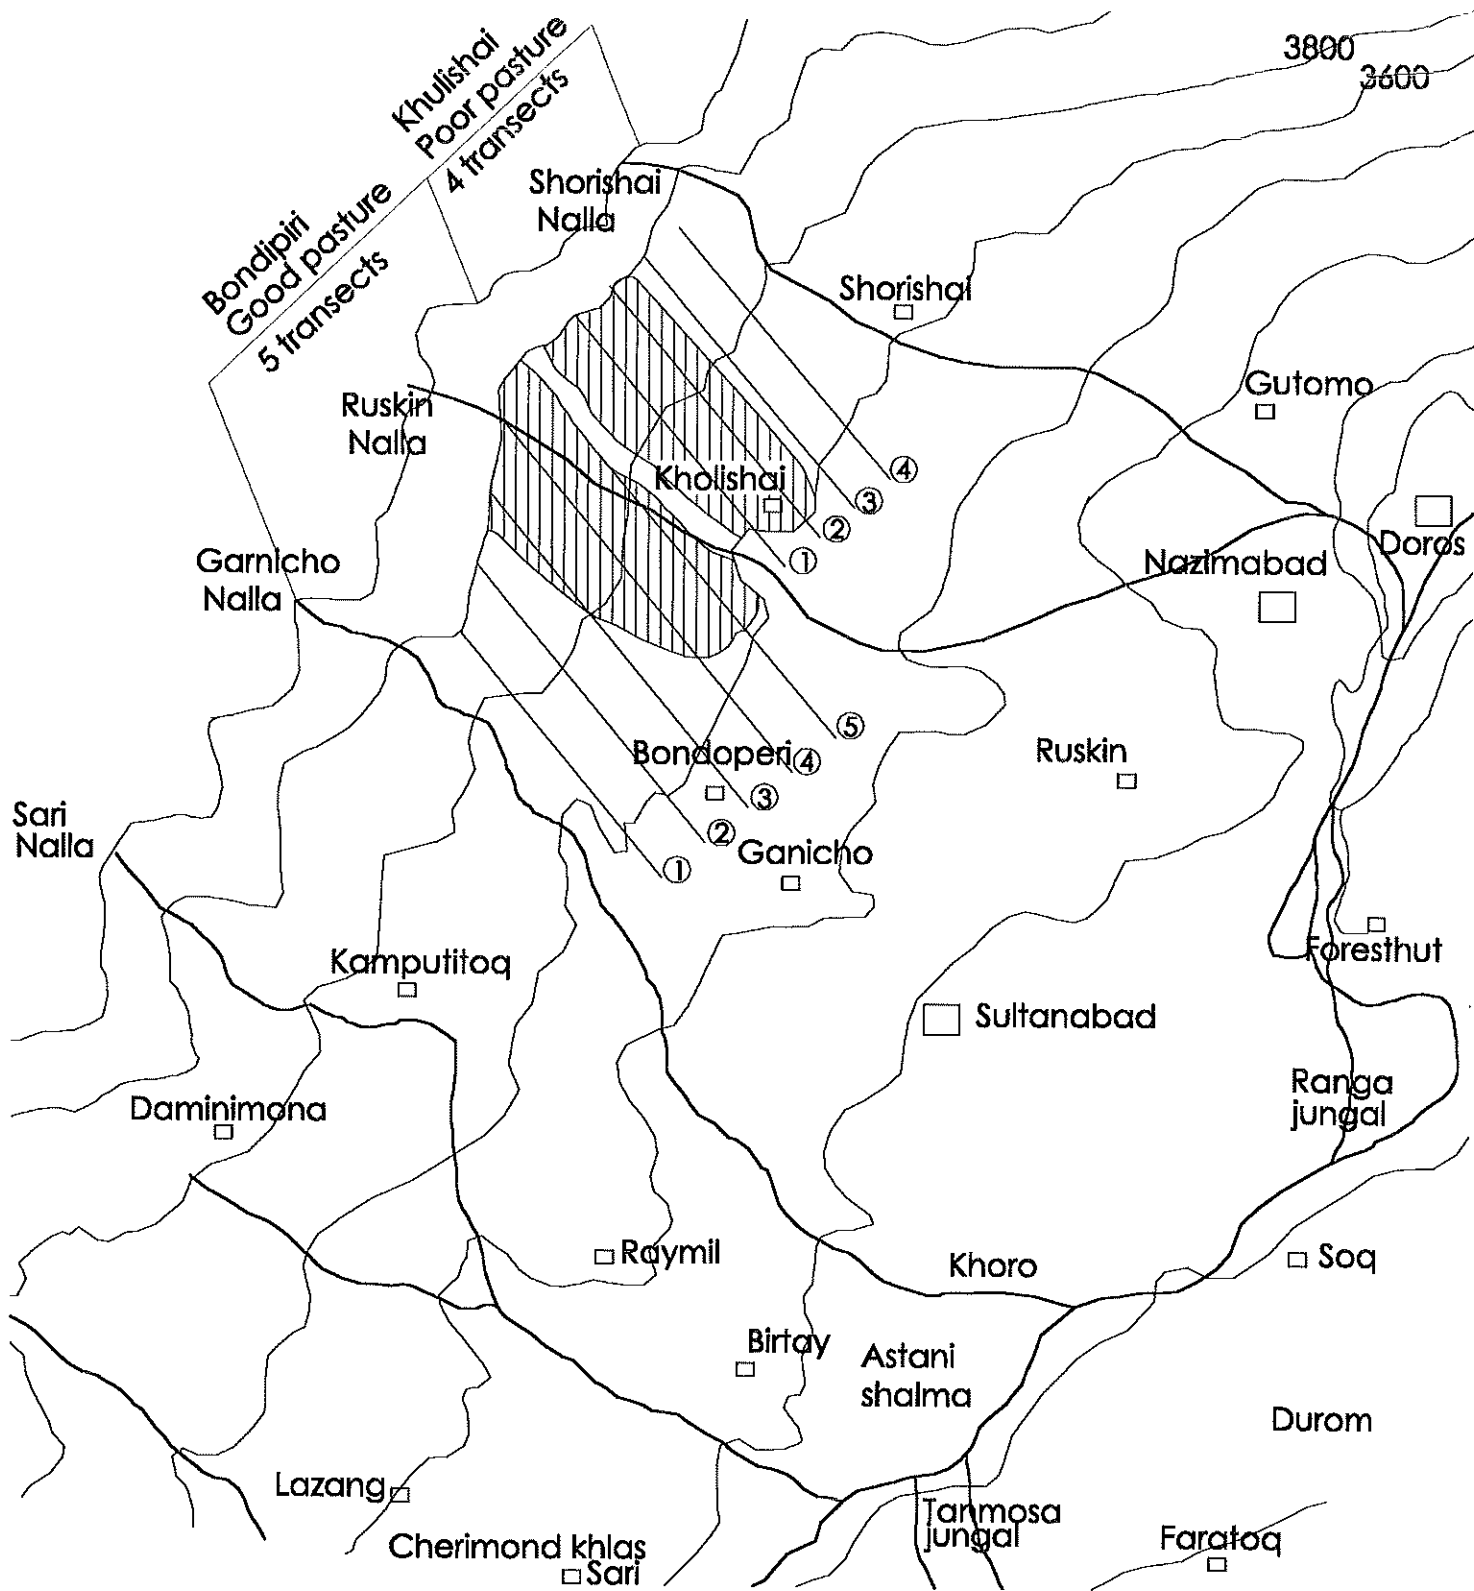 3800
3600
Khulishai
Poor pasture
4 transects
Bondipiri
Good pasture
5 transects
Shorishai
Nalla
Shorishai
Ruskin
Nalla
Gutomo
Kholishai
4
3
2
1
Doros
Garnicho
Nalla
Nazimabad
5
Bondoperi
4
Ruskin
3
Sari
Nalla
2
Ganicho
1
Foresthut
Kamputitoq
Sultanabad
Ranga
jungal
Daminimona
Raymil
Khoro
Soq
Birtay
Astani
shalma
Durom
Lazang
Tanmosa
jungal
Cherimond khlas
Faratoq
Sari